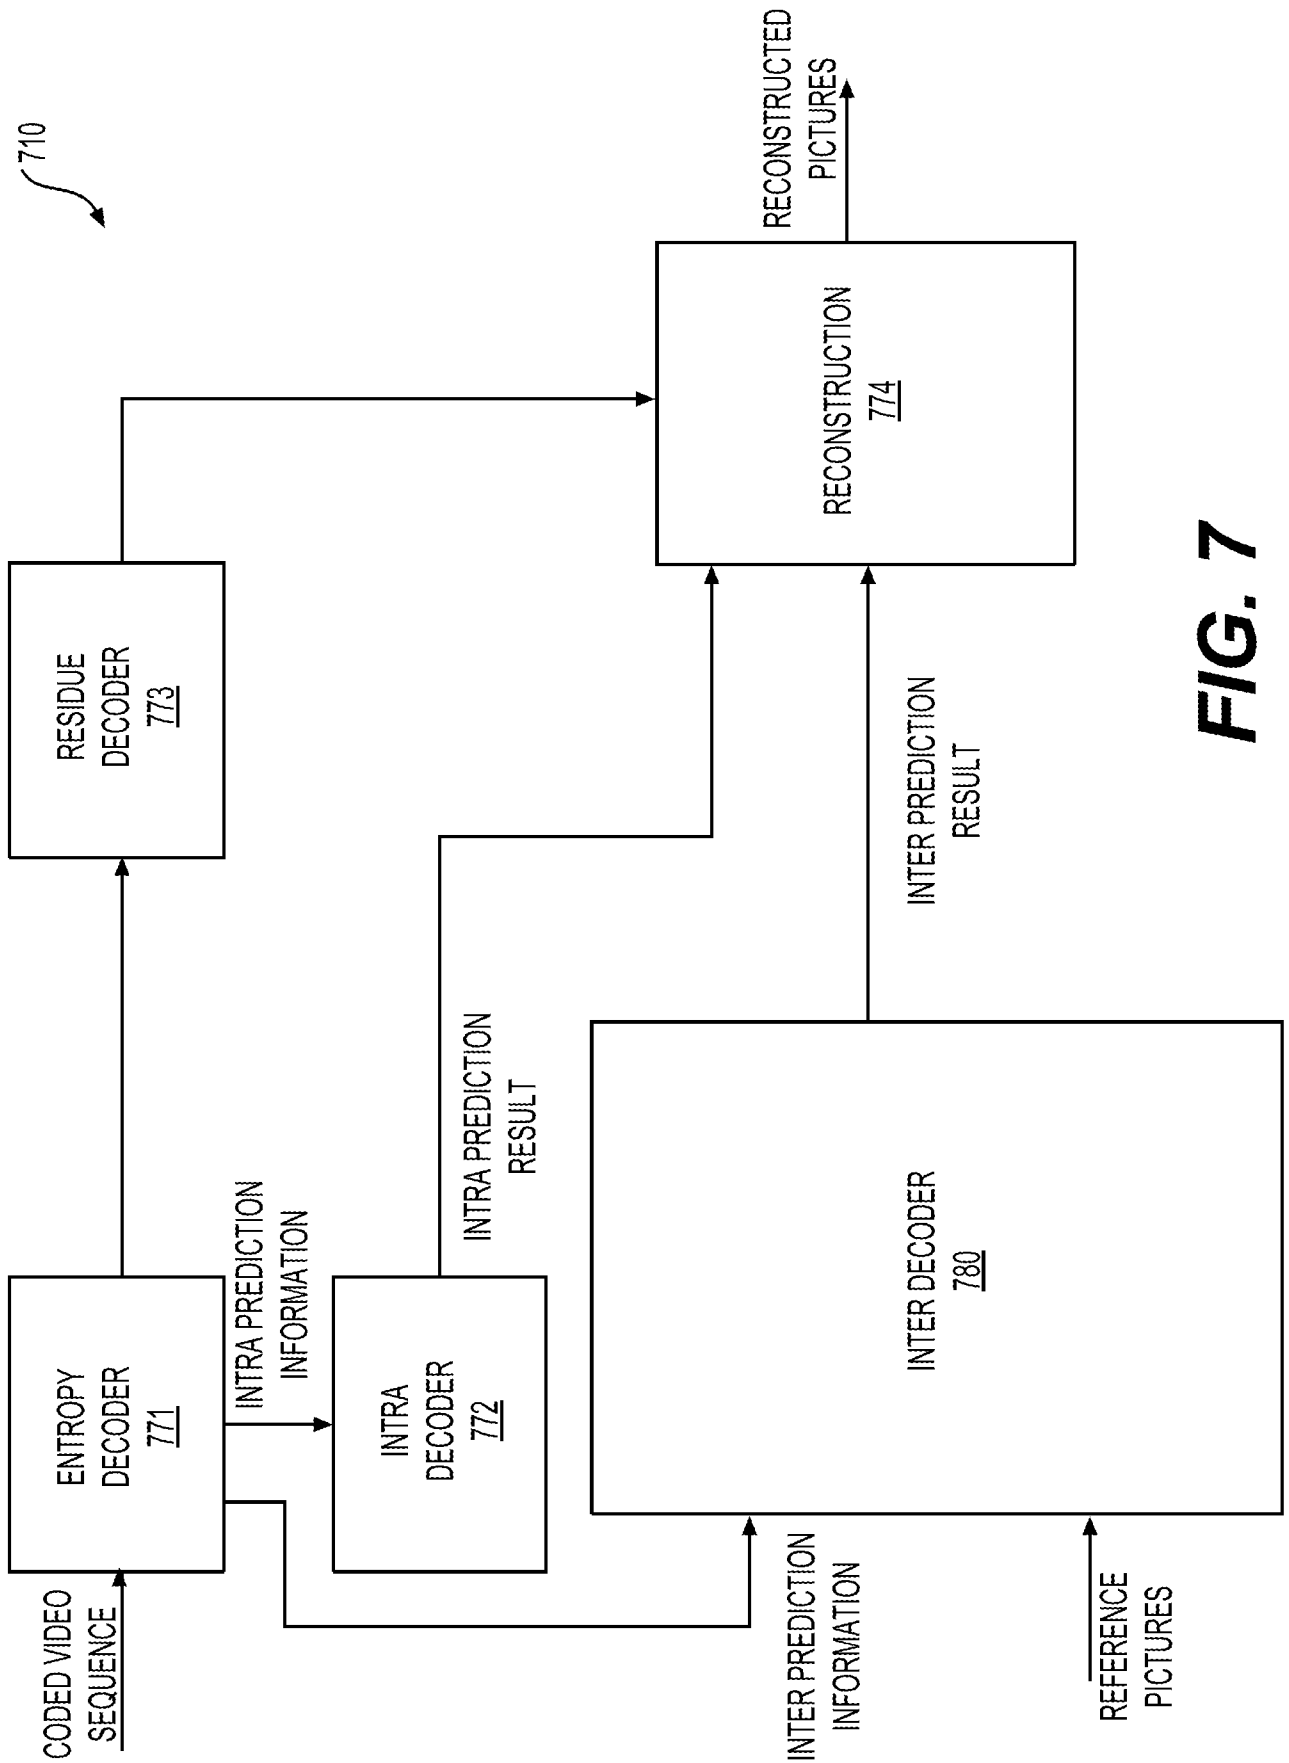 710
CODED VIDEO
SEQUENCE
ENTROPY
DECODER
771
RESIDUE
DECODER
773
INTRA PREDICTION
INFORMATION
INTRA
DECODER
772
INTRA PREDICTION
RESULT
INTER PREDICTION
INFORMATION
REFERENCE
PICTURES
INTER DECODER
780
INTER PREDICTION
RESULT
RECONSTRUCTION
774
RECONSTRUCTED
PICTURES
FIG. 7